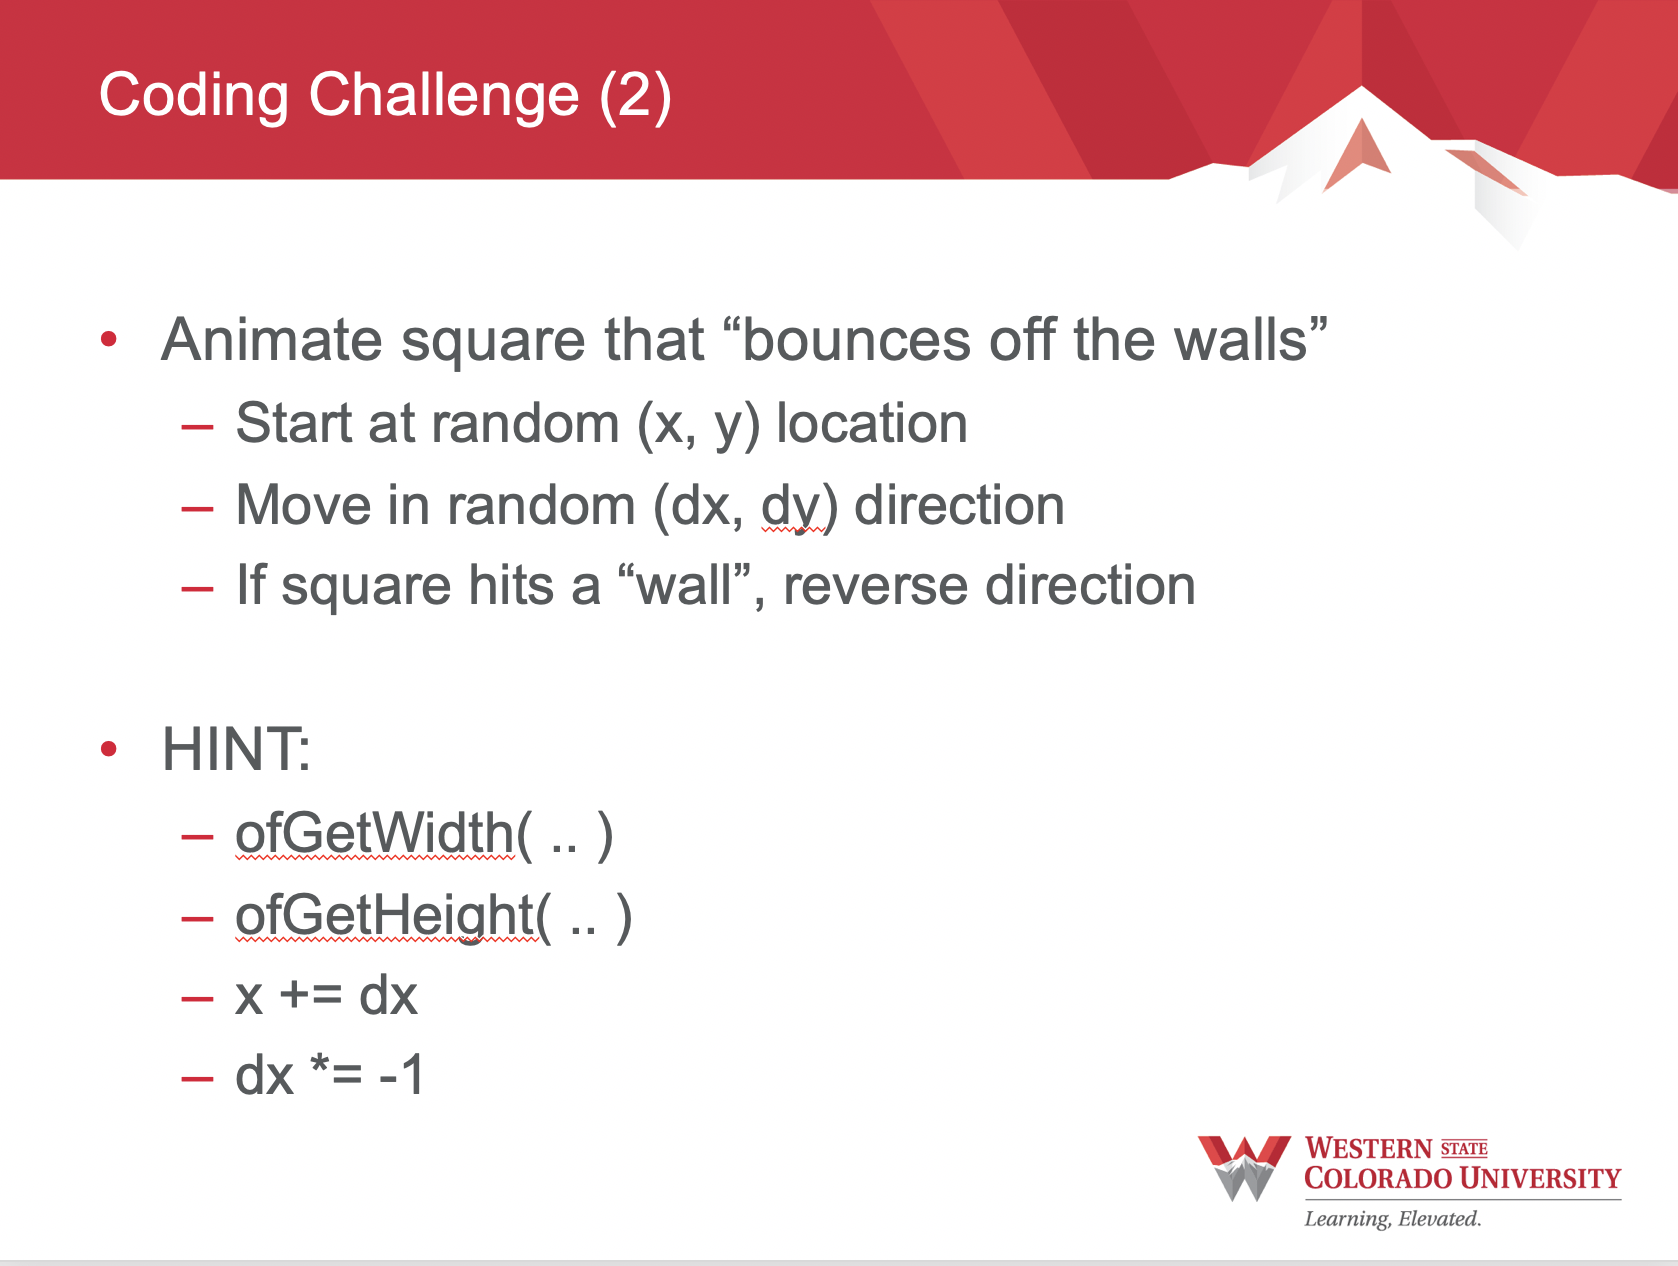 Coding Challenge (2)
• Animate square that “bounces off the walls”
– Start at random (x, y) location
– Move in random (dx, dy) direction
– If square hits a “wall”, reverse direction
• HINT:
– ofGetWidth( .. )
– ofGetHeight( .. )
– x += dx
– dx *= -1
WESTERN STATE
COLORADO UNIVERSITY
Learning, Elevated.